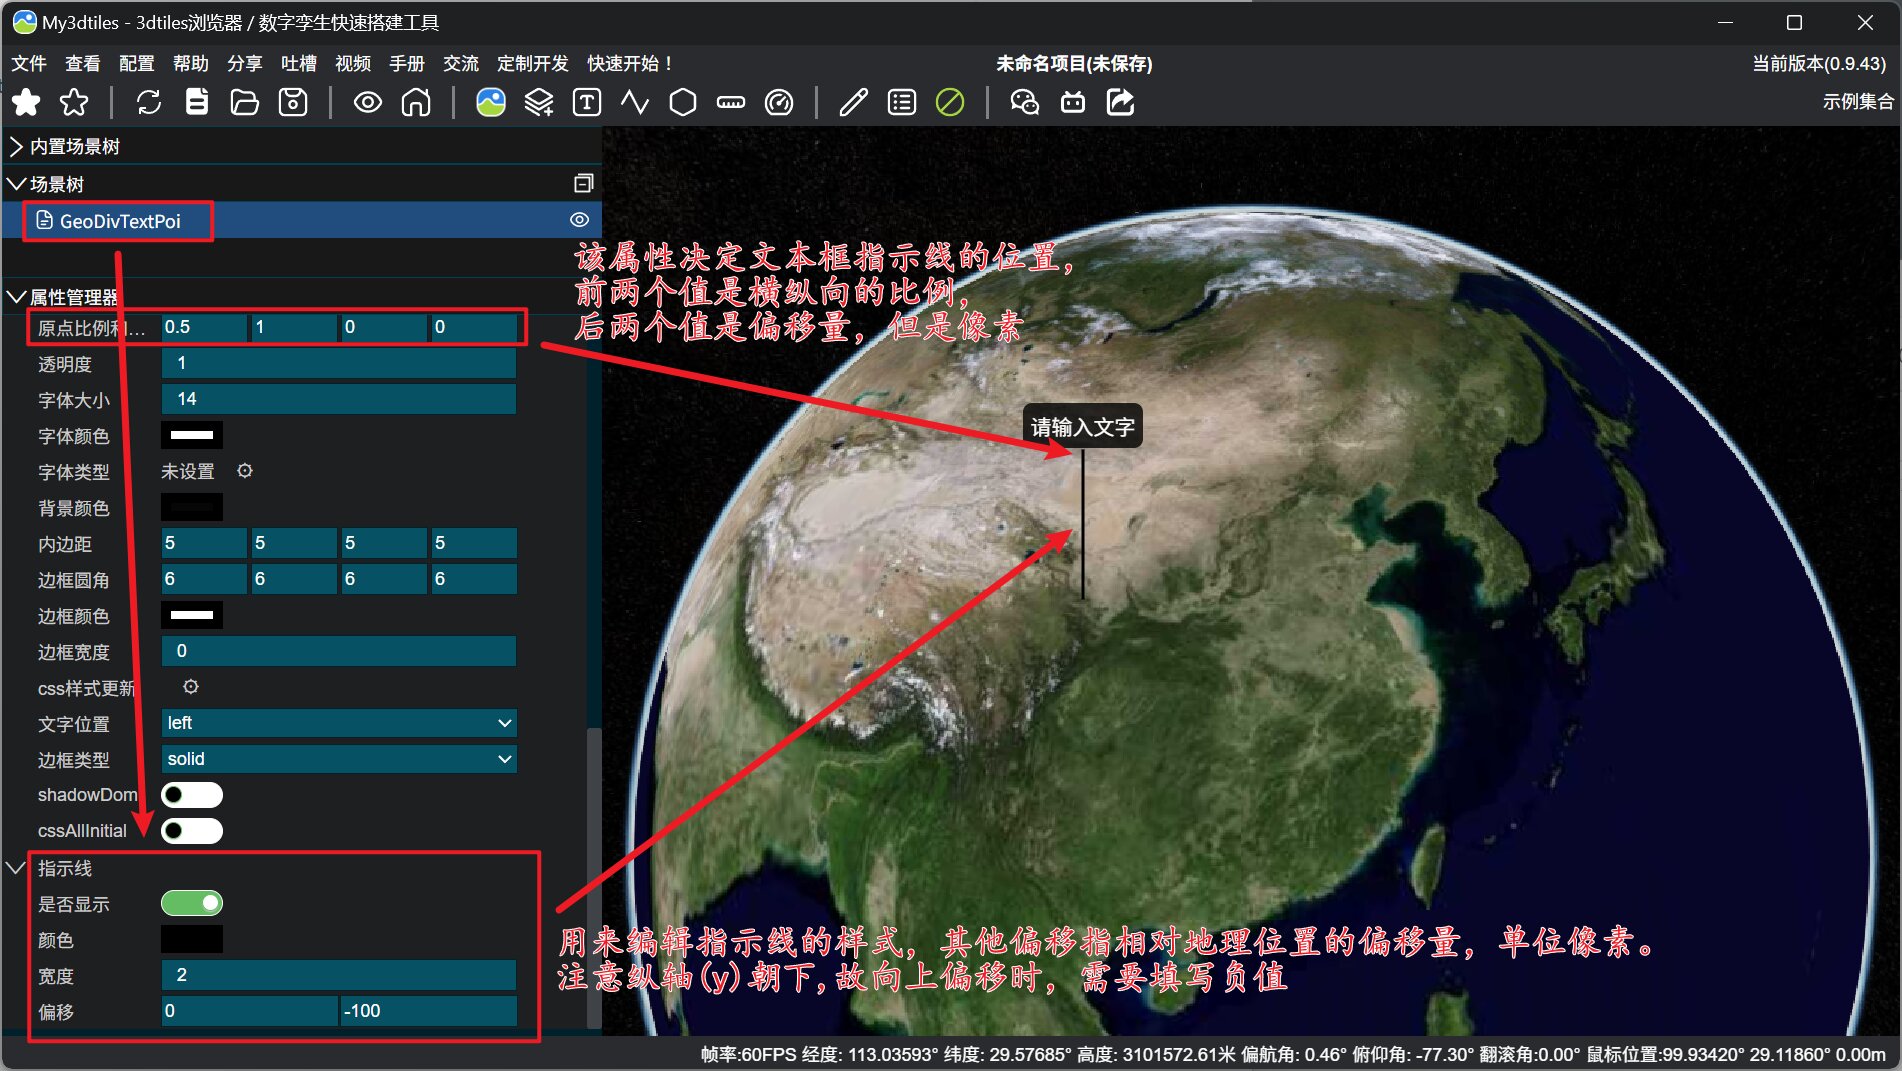 My3dtiles - 3dtiles浏览器 / 数字孪生快速搭建工具
文件 查看 配置 帮助 分享 吐槽 视频 手册 交流 定制开发 快速开始！
未命名项目(未保存)
当前版本(0.9.43)
示例集合
内置场景树
场景树
GeoDivTextPoi
属性管理器
原点比例和... 0.5 1 0 0
透明度 1
字体大小 14
字体颜色
字体类型 未设置
背景颜色
内边距 5 5 5 5
边框圆角 6 6 6 6
边框颜色
边框宽度 0
css样式更新
文字位置 left
边框类型 solid
shadowDom
cssAllInitial
指示线
是否显示
颜色
宽度 2
偏移 0 -100
该属性决定文本框指示线的位置，
前两个值是横纵向的比例，
后两个值是偏移量，但是像素
请输入文字
用来编辑指示线的样式，其他偏移指相对地理位置的偏移量，单位像素。
注意纵轴(y)朝下,故向上偏移时，需要填写负值
帧率:60FPS 经度: 113.03593° 纬度: 29.57685° 高度: 3101572.61米 偏航角: 0.46° 俯仰角: -77.30° 翻滚角:0.00° 鼠标位置:99.93420° 29.11860° 0.00m